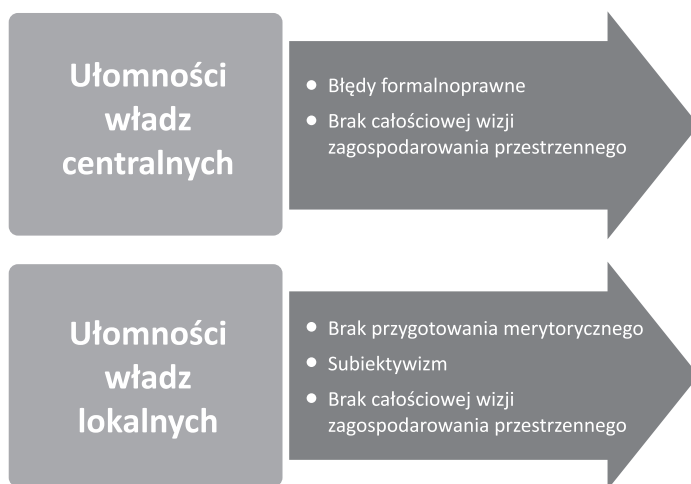 Ułomności
władz
centralnych
• Błędy formalnoprawne
• Brak całościowej wizji
zagospodarowania przestrzennego
Ułomności
władz
lokalnych
• Brak przygotowania merytorycznego
• Subiektywizm
• Brak całościowej wizji
zagospodarowania przestrzennego